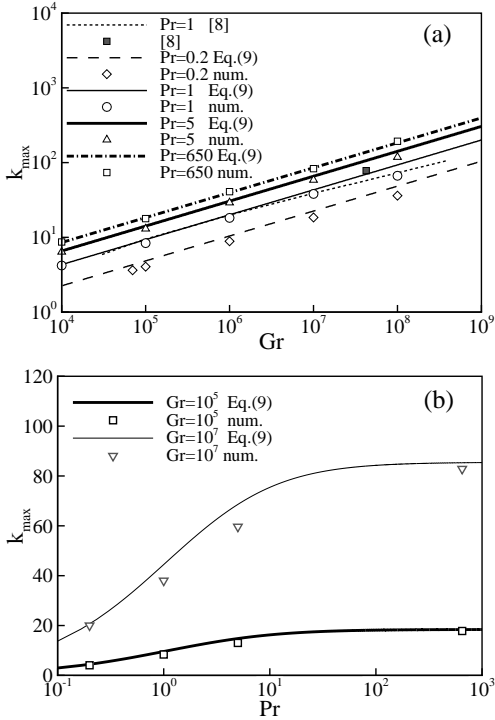 (a)
Pr=1 [8]
[8]
Pr=0.2 Eq.(9)
Pr=0.2 num.
Pr=1 Eq.(9)
Pr=1 num.
Pr=5 Eq.(9)
Pr=5 num.
Pr=650 Eq.(9)
Pr=650 num.
k_max
10^4
10^3
10^2
10^1
10^0
10^4 10^5 10^6 10^7 10^8 10^9
Gr
(b)
Gr=10^5 Eq.(9)
Gr=10^5 num.
Gr=10^7 Eq.(9)
Gr=10^7 num.
k_max
120
100
80
60
40
20
0
10^-1 10^0 10^1 10^2 10^3
Pr